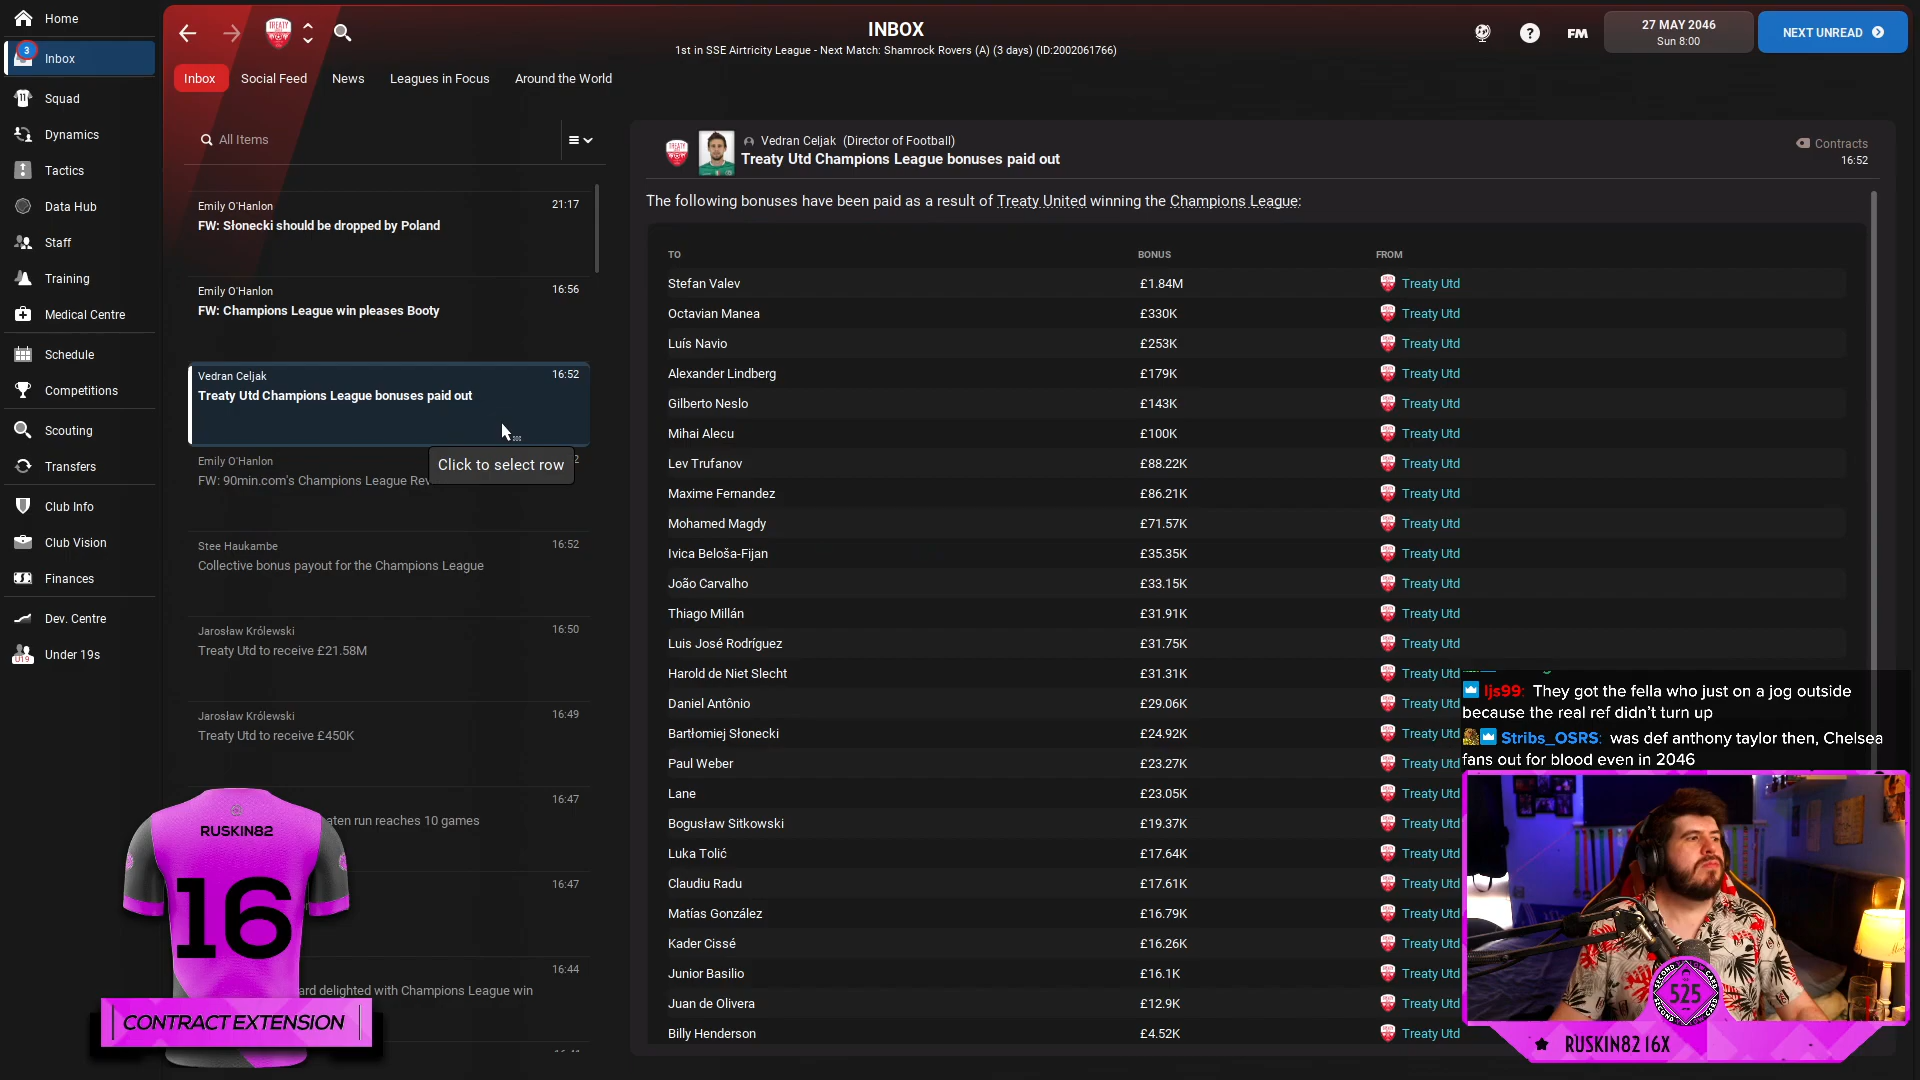 Home
3
Inbox
11
Squad
Dynamics
Tactics
Data Hub
Staff
Training
Medical Centre
Schedule
Competitions
Scouting
Transfers
Club Info
Club Vision
Finances
Dev. Centre
U19
Under 19s
TREATY
INBOX
1st in SSE Airtricity League - Next Match: Shamrock Rovers (A) (3 days) (ID:2002061766)
?
FM
27 MAY 2046
Sun 8:00
NEXT UNREAD
Inbox
Social Feed
News
Leagues in Focus
Around the World
All Items
Emily O'Hanlon
21:17
FW: Słonecki should be dropped by Poland
Emily O'Hanlon
16:56
FW: Champions League win pleases Booty
Vedran Celjak
16:52
Treaty Utd Champions League bonuses paid out
Click to select row
Emily O'Hanlon
2
FW: 90min.com's Champions League Rev
Stee Haukambe
16:52
Collective bonus payout for the Champions League
Jarosław Królewski
16:50
Treaty Utd to receive £21.58M
Jarosław Królewski
16:49
Treaty Utd to receive £450K
16:47
aten run reaches 10 games
16:47
16:44
ard delighted with Champions League win
Vedran Celjak (Director of Football)
Treaty Utd Champions League bonuses paid out
Contracts
16:52
The following bonuses have been paid as a result of Treaty United winning the Champions League:
TO BONUS FROM
Stefan Valev £1.84M Treaty Utd
Octavian Manea £330K Treaty Utd
Luís Navio £253K Treaty Utd
Alexander Lindberg £179K Treaty Utd
Gilberto Neslo £143K Treaty Utd
Mihai Alecu £100K Treaty Utd
Lev Trufanov £88.22K Treaty Utd
Maxime Fernandez £86.21K Treaty Utd
Mohamed Magdy £71.57K Treaty Utd
Ivica Beloša-Fijan £35.35K Treaty Utd
João Carvalho £33.15K Treaty Utd
Thiago Millán £31.91K Treaty Utd
Luis José Rodríguez £31.75K Treaty Utd
Harold de Niet Slecht £31.31K Treaty Utd
Daniel Antônio £29.06K Treaty Utd
Bartłomiej Słonecki £24.92K Treaty Utd
Paul Weber £23.27K Treaty Utd
Lane £23.05K Treaty Utd
Bogusław Sitkowski £19.37K Treaty Utd
Luka Tolić £17.64K Treaty Utd
Claudiu Radu £17.61K Treaty Utd
Matías González £16.79K Treaty Utd
Kader Cissé £16.26K Treaty Utd
Junior Basilio £16.1K Treaty Utd
Juan de Olivera £12.9K Treaty Utd
Billy Henderson £4.52K Treaty Utd
ljs99: They got the fella who just on a jog outside
because the real ref didn't turn up
Stribs_OSRS: was def anthony taylor then, Chelsea
fans out for blood even in 2046
RUSKIN82
16
CONTRACT EXTENSION
SECOND YELLOW CARD
525
RUSKIN82 16X